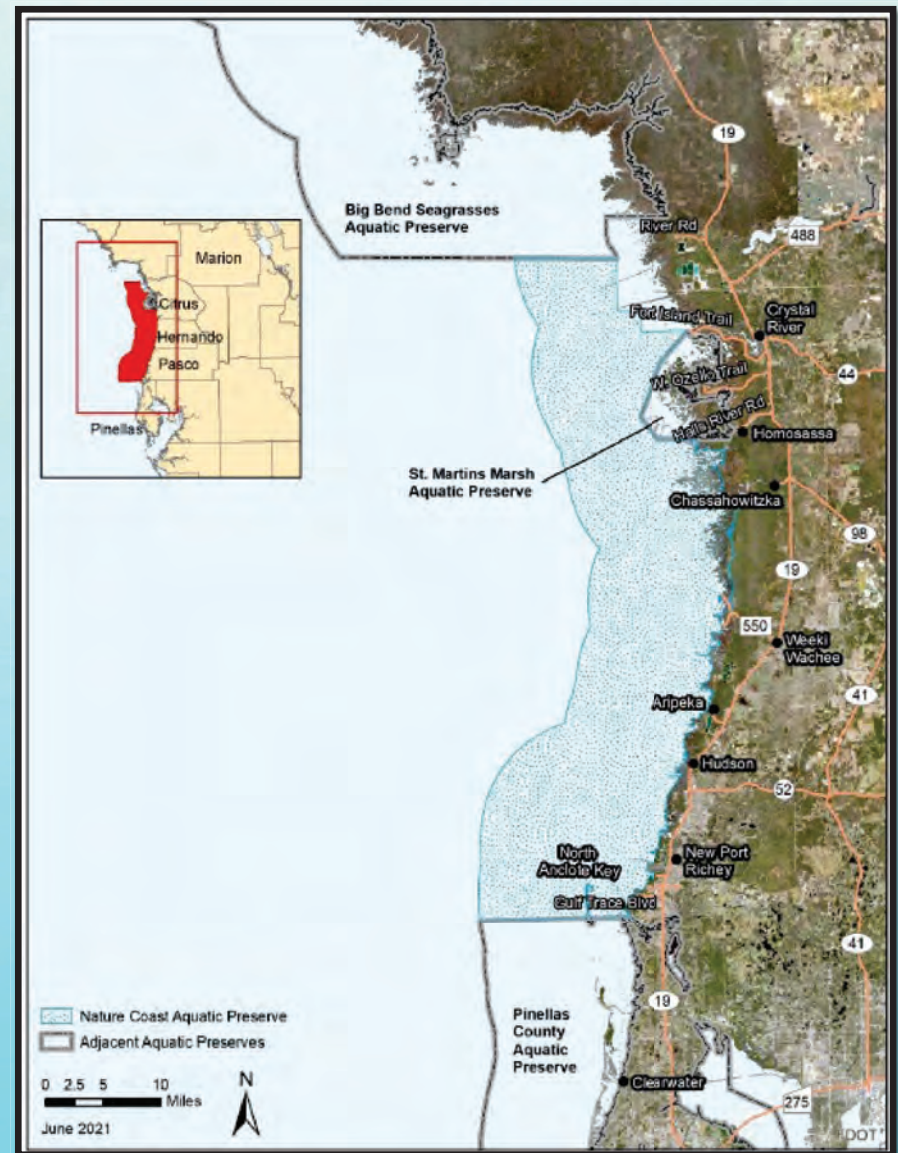 19
Big Bend Seagrasses
Aquatic Preserve
River Rd
488
Marion
Citrus
Hernando
Pasco
Pinellas
Fort Island Trail
Crystal
River
W. Ozello Trail
44
Halls River Rd
Homosassa
St. Martins Marsh
Aquatic Preserve
Chassahowitzka
98
19
550
Weeki
Wachee
41
Aripeka
Hudson
52
North
Anclote Key
New Port
Richey
Gulf Trace Blvd
41
19
Nature Coast Aquatic Preserve
Adjacent Aquatic Preserves
Pinellas
County
Aquatic
Preserve
0 2.5 5 10
Miles
N
Clearwater
275
June 2021
DOT